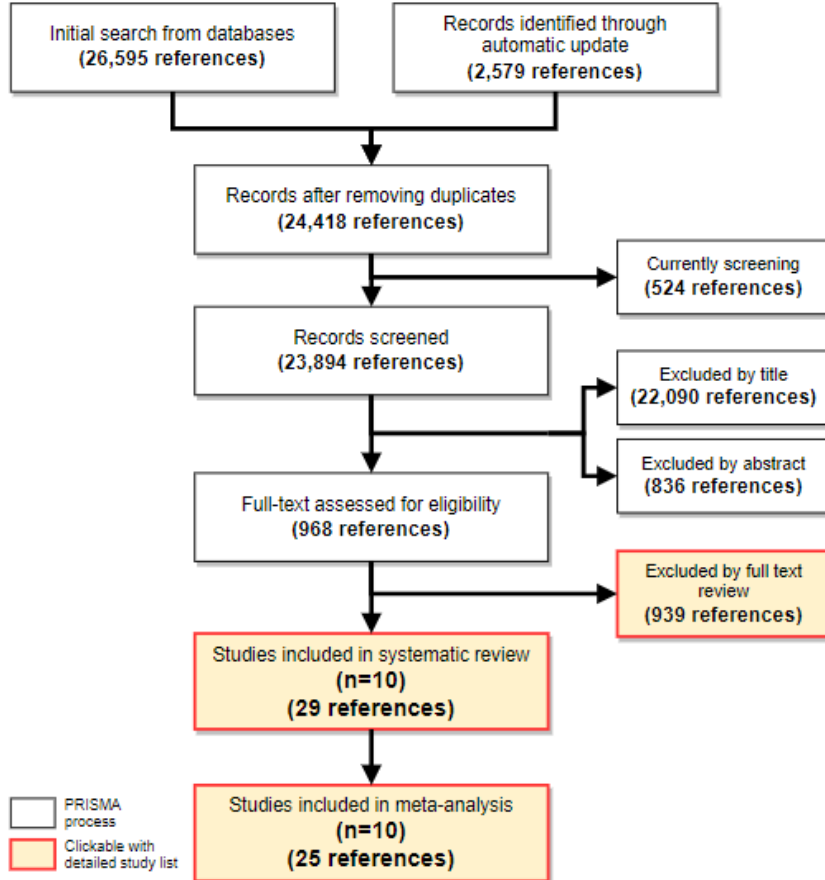 Initial search from databases
(26,595 references)
Records identified through
automatic update
(2,579 references)
Records after removing duplicates
(24,418 references)
Currently screening
(524 references)
Records screened
(23,894 references)
Excluded by title
(22,090 references)
Excluded by abstract
(836 references)
Full-text assessed for eligibility
(968 references)
Excluded by full text
review
(939 references)
Studies included in systematic review
(n=10)
(29 references)
Studies included in meta-analysis
(n=10)
(25 references)
PRISMA
process
Clickable with
detailed study list